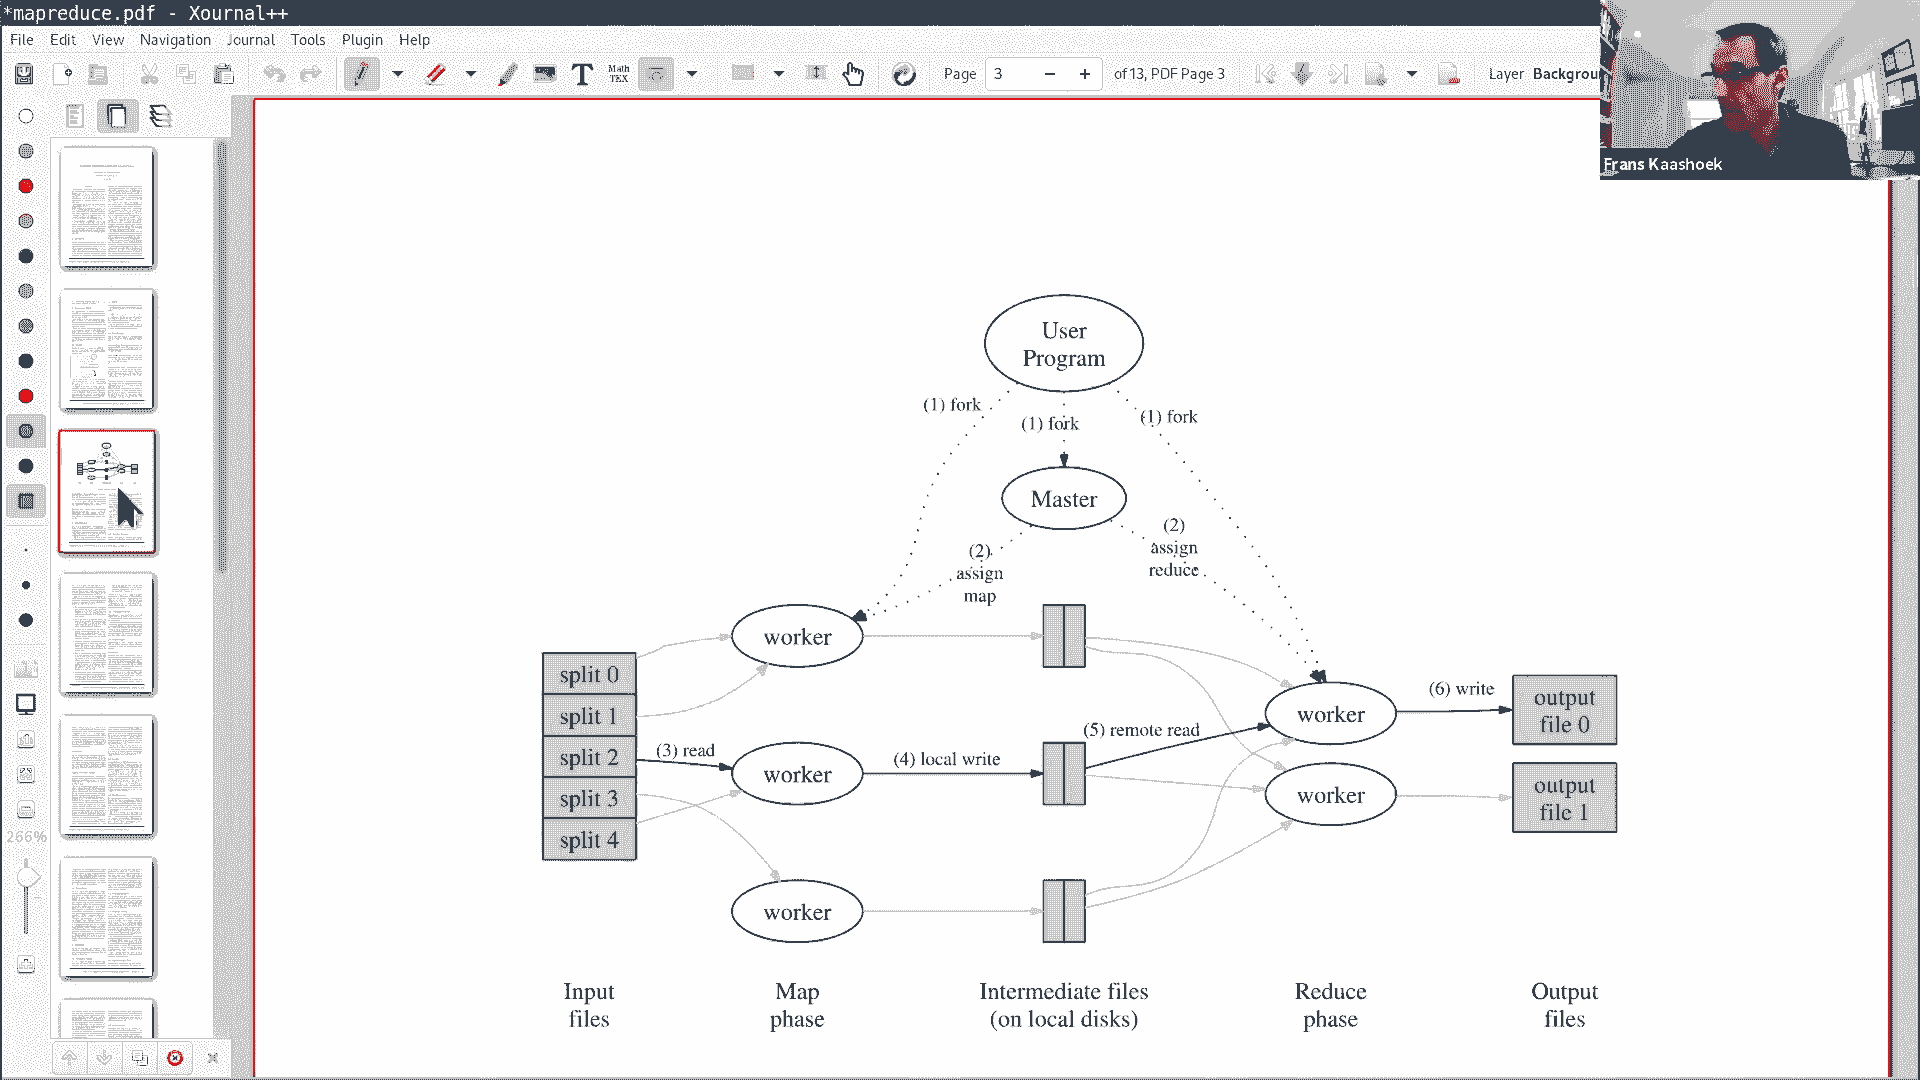 *mapreduce.pdf - Xournal++
File Edit View Navigation Journal Tools Plugin Help
T Math TEX Page 3 of 13, PDF Page 3 Layer Backgrou
Frans Kaashoek
User
Program
(1) fork
(1) fork
(1) fork
Master
(2)
assign
map
(2)
assign
reduce
worker
split 0
split 1
split 2
split 3
split 4
(3) read
worker
(4) local write
(5) remote read
worker
worker
worker
(6) write
output
file 0
output
file 1
266%
Input
files
Map
phase
Intermediate files
(on local disks)
Reduce
phase
Output
files